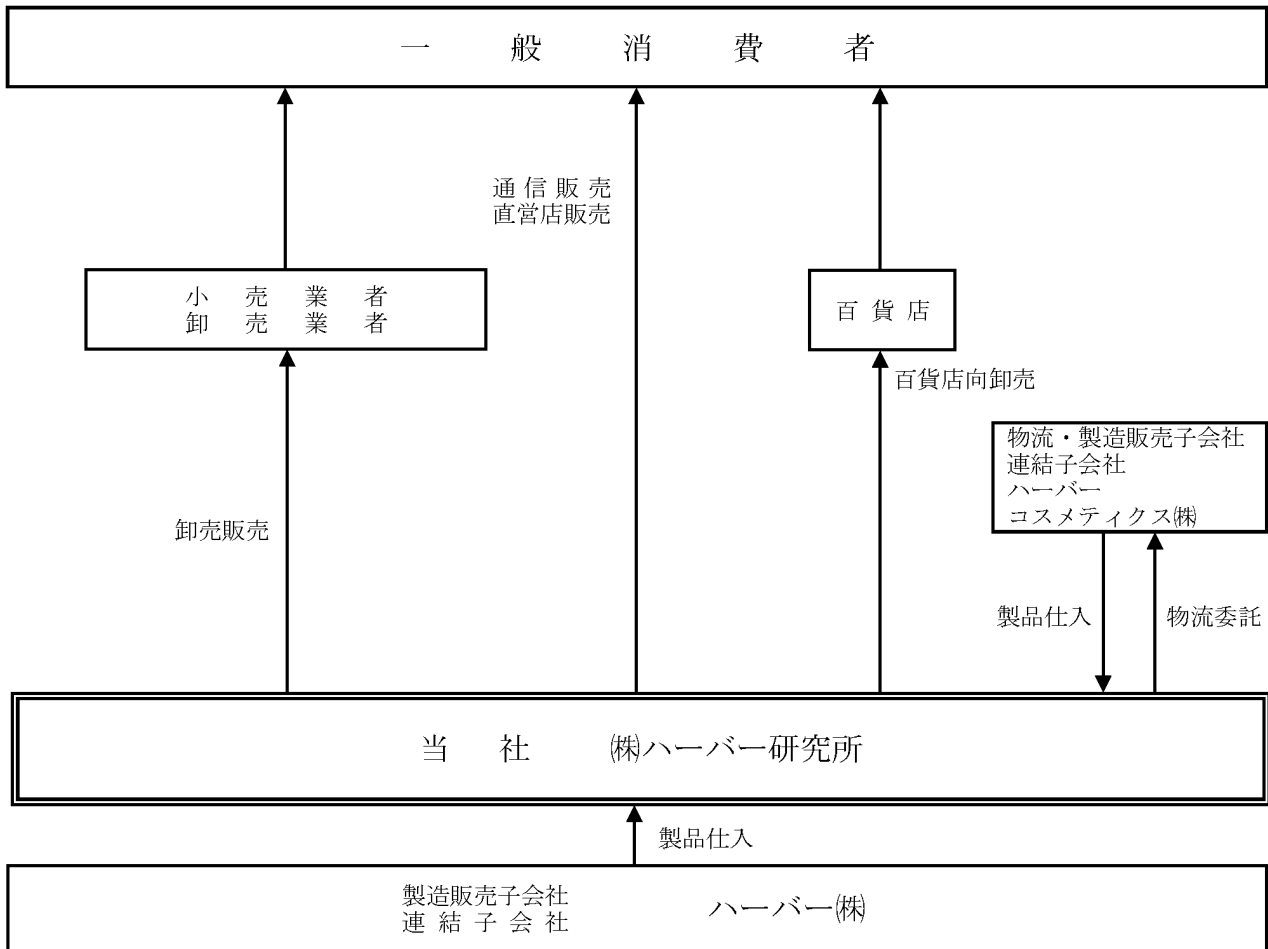 一般消費者
通信販売
直営店販売
小売業者
卸売業者
百貨店
百貨店向卸売
物流・製造販売子会社
連結子会社
ハーバー
コスメティクス㈱
卸売販売
製品仕入
物流委託
当社 ㈱ハーバー研究所
製品仕入
製造販売子会社
連結子会社
ハーバー㈱